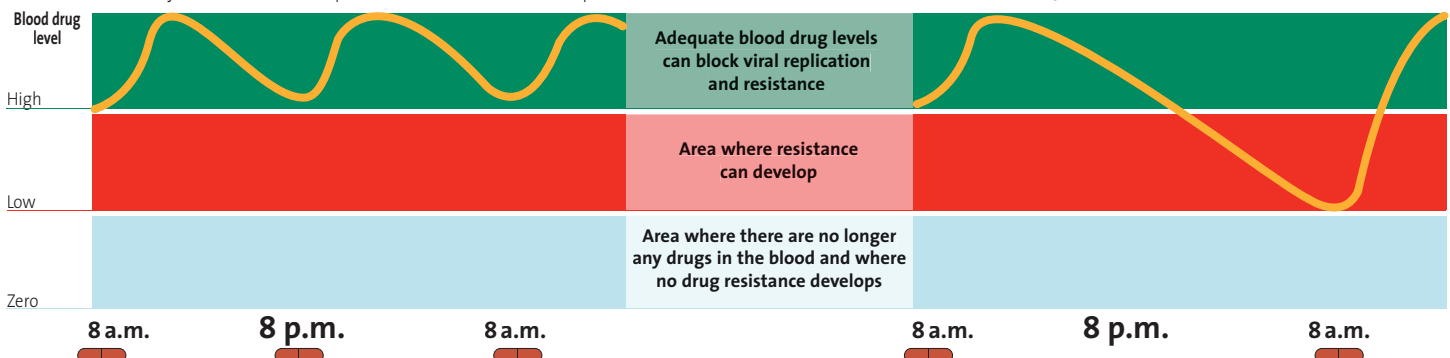 Blood drug
level
High
Low
Zero
Adequate blood drug levels
can block viral replication
and resistance
Area where resistance
can develop
Area where there are no longer
any drugs in the blood and where
no drug resistance develops
8 a.m.
8 p.m.
8 a.m.
8 a.m.
8 p.m.
8 a.m.